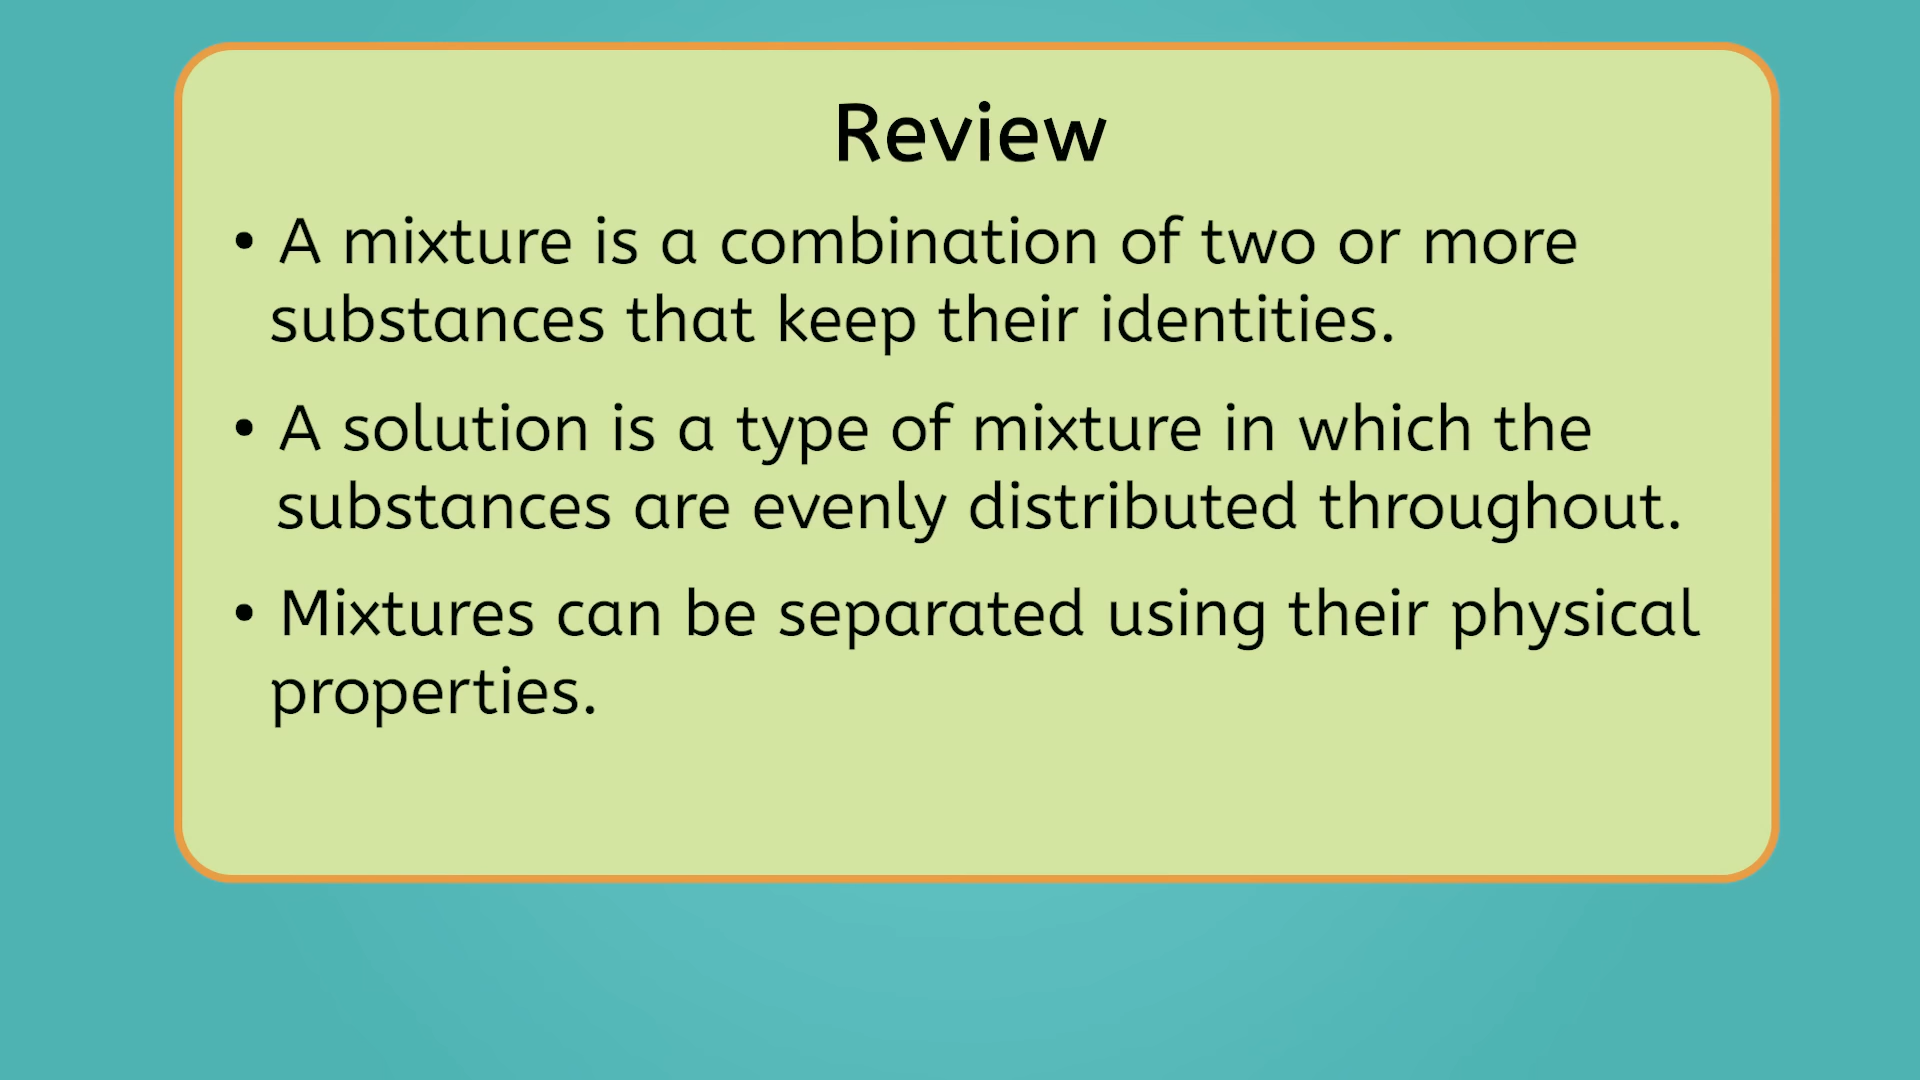 Review
• A mixture is a combination of two or more
substances that keep their identities.
• A solution is a type of mixture in which the
substances are evenly distributed throughout.
• Mixtures can be separated using their physical
properties.